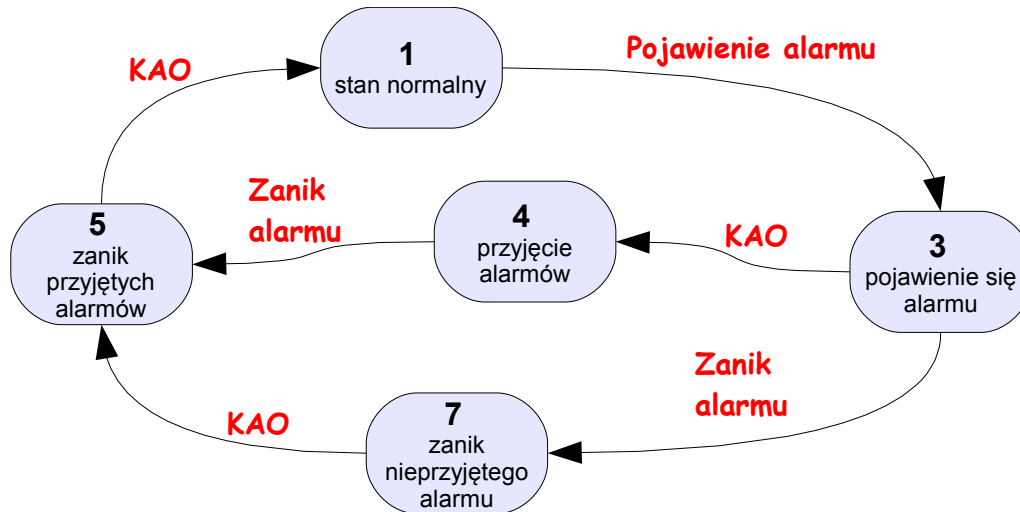 1
stan normalny
Pojawienie alarmu
KAO
Zanik
alarmu
4
przyjęcie
alarmów
KAO
5
zanik
przyjętych
alarmów
3
pojawienie się
alarmu
Zanik
alarmu
KAO
7
zanik
nieprzyjętego
alarmu